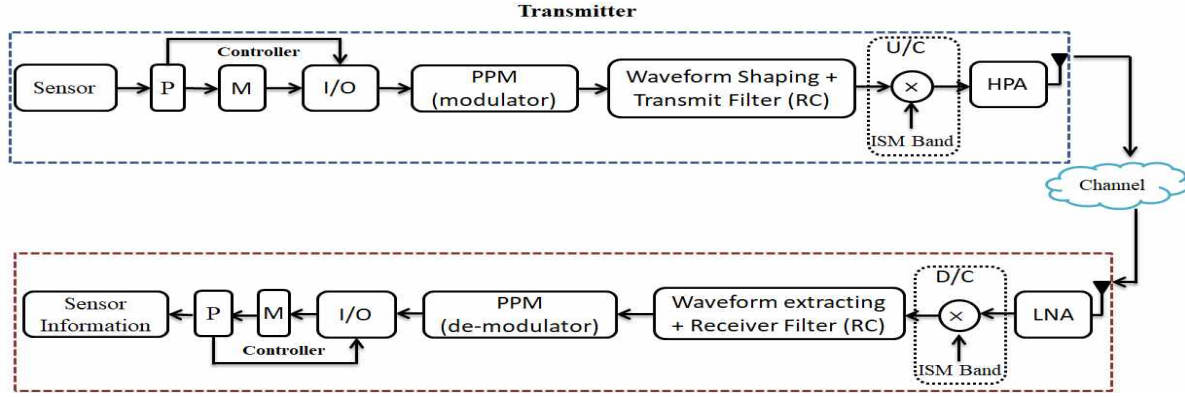 Transmitter
Controller
U/C
Sensor
P
M
I/O
PPM
(modulator)
Waveform Shaping +
Transmit Filter (RC)
×
HPA
ISM Band
Channel
D/C
Sensor
Information
P
M
I/O
PPM
(de-modulator)
Waveform extracting
+ Receiver Filter (RC)
×
LNA
Controller
ISM Band